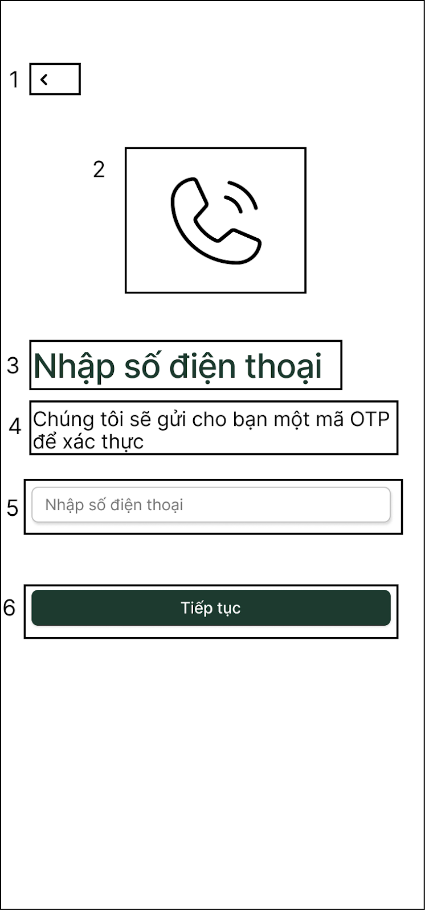 1
2
3 Nhập số điện thoại
4 Chúng tôi sẽ gửi cho bạn một mã OTP
để xác thực
5 Nhập số điện thoại
6 Tiếp tục